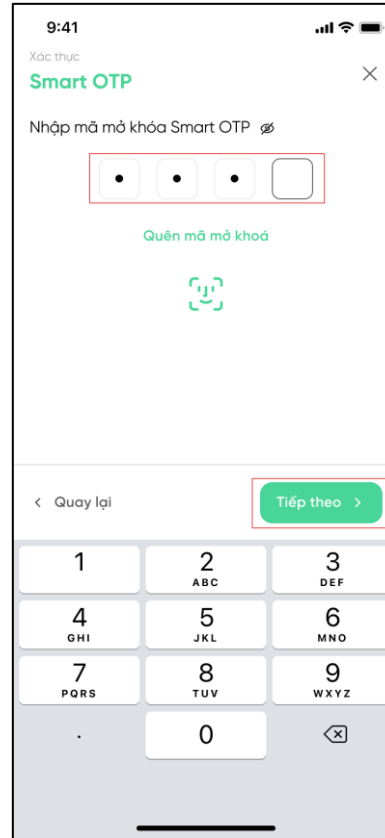 9:41
Xác thực
Smart OTP
Nhập mã mở khóa Smart OTP
Quên mã mở khoá
Quay lại
Tiếp theo
1
2
3
ABC
DEF
4
5
6
GHI
JKL
MNO
7
8
9
PQRS
TUV
WXYZ
.
0